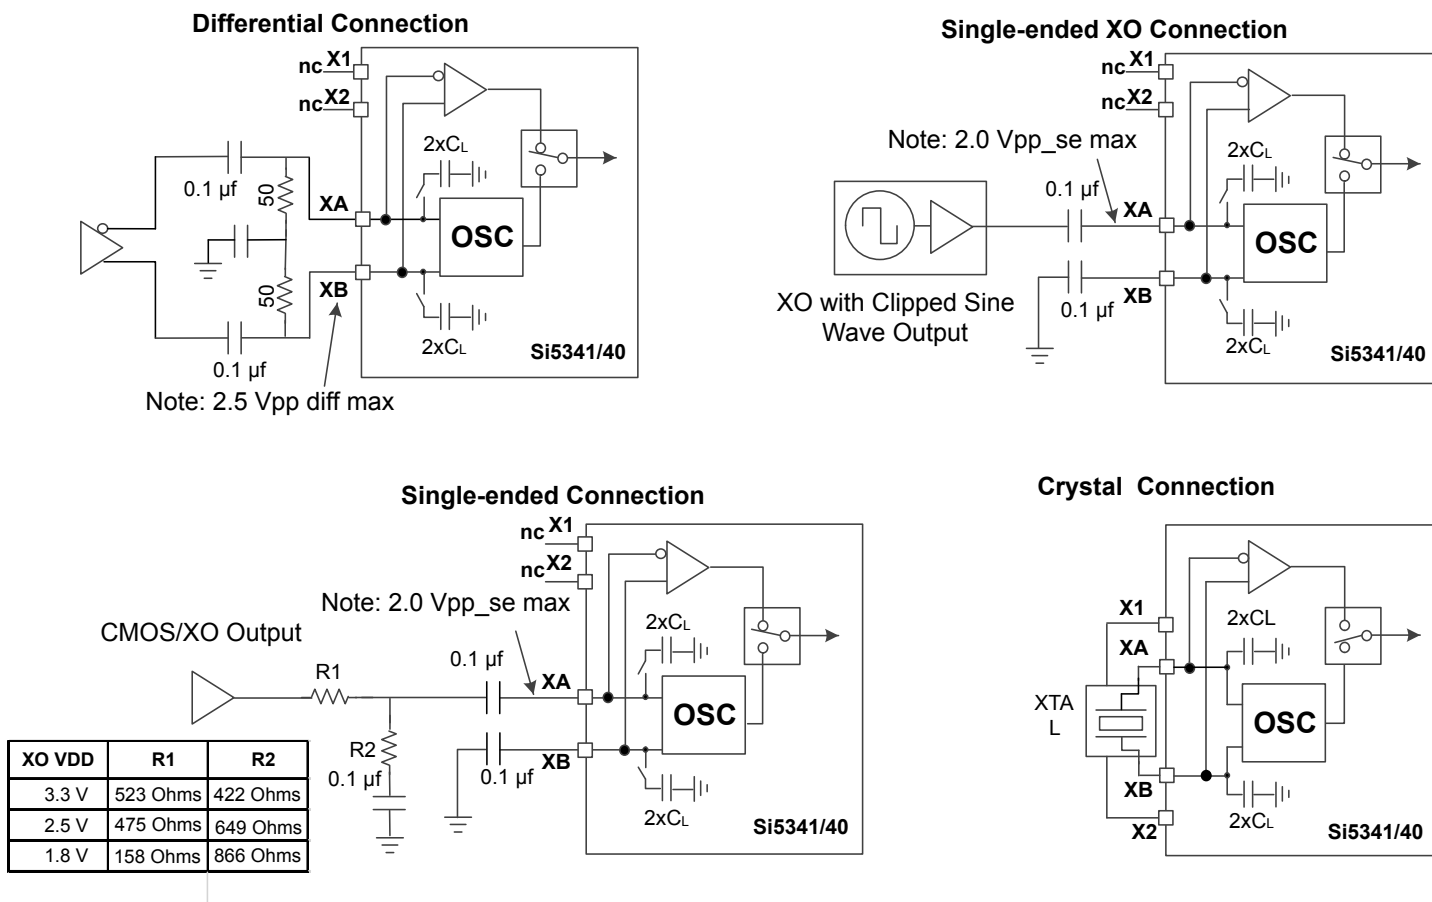 Differential Connection
nc X1
nc X2
0.1 µf
50
2xCL
XA
OSC
50
XB
2xCL
Si5341/40
0.1 µf
Note: 2.5 Vpp diff max
Single-ended XO Connection
nc X1
nc X2
Note: 2.0 Vpp_se max
2xCL
0.1 µf
XA
OSC
XB
0.1 µf
XO with Clipped Sine
Wave Output
2xCL
Si5341/40
Single-ended Connection
nc X1
nc X2
Note: 2.0 Vpp_se max
CMOS/XO Output
2xCL
0.1 µf
R1
XA
OSC
R2
XB
0.1 µf
0.1 µf
2xCL
Si5341/40
XO VDD R1 R2
3.3 V 523 Ohms 422 Ohms
2.5 V 475 Ohms 649 Ohms
1.8 V 158 Ohms 866 Ohms
Crystal Connection
X1
2xCL
XA
XTA
L
OSC
XB
2xCL
X2
Si5341/40